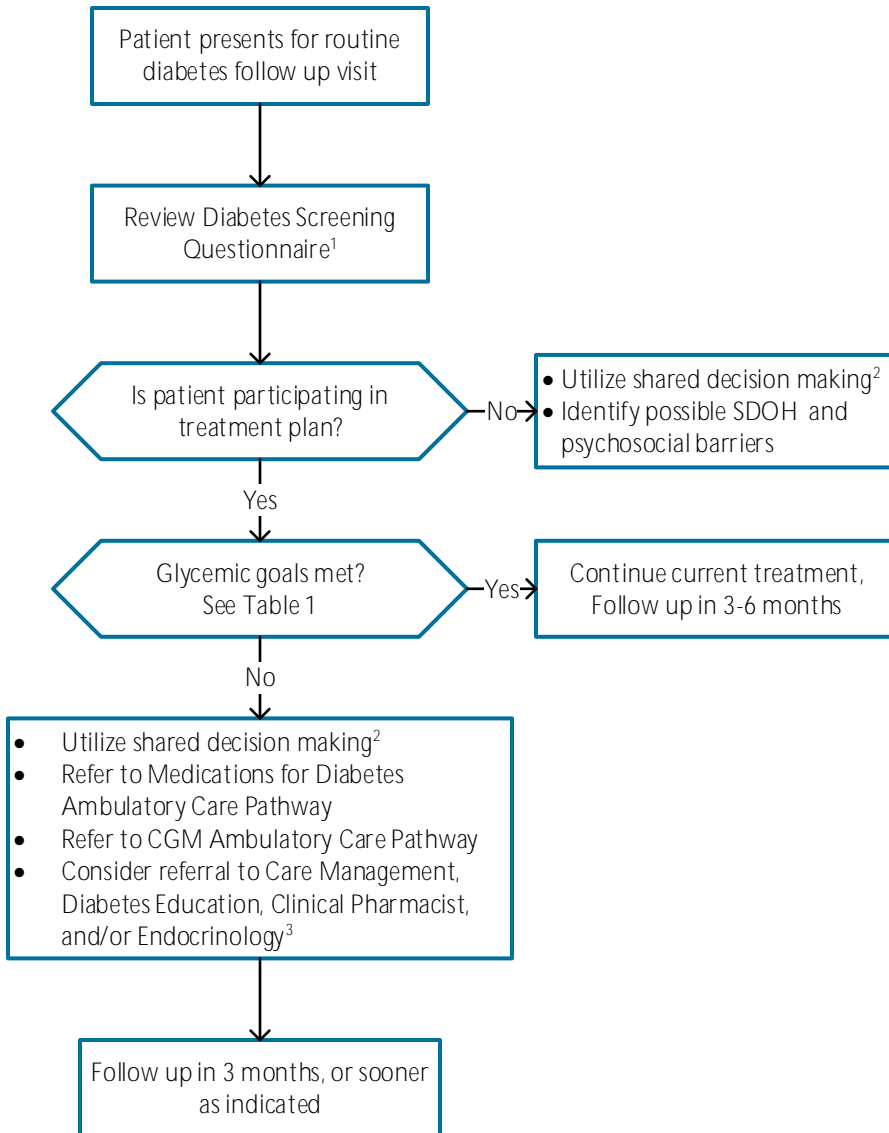 Patient presents for routine
diabetes follow up visit
Review Diabetes Screening
Questionnaire¹
Is patient participating in
treatment plan?
No
• Utilize shared decision making²
• Identify possible SDOH and
psychosocial barriers
Yes
Glycemic goals met?
See Table 1
Yes
Continue current treatment,
Follow up in 3-6 months
No
• Utilize shared decision making²
• Refer to Medications for Diabetes
Ambulatory Care Pathway
• Refer to CGM Ambulatory Care Pathway
• Consider referral to Care Management,
Diabetes Education, Clinical Pharmacist,
and/or Endocrinology³
Follow up in 3 months, or sooner
as indicated